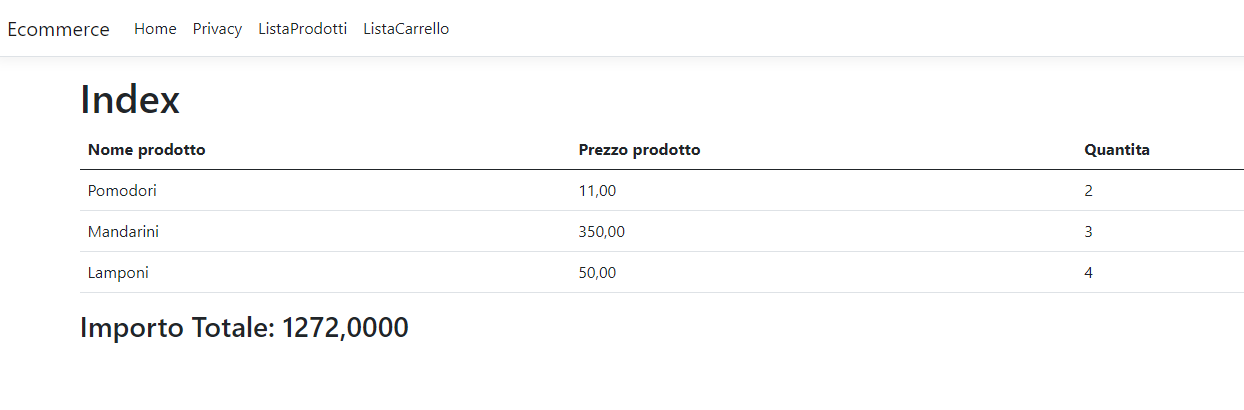 Ecommerce Home Privacy ListaProdotti ListaCarrello
Index
Nome prodotto Prezzo prodotto Quantita
Pomodori 11,00 2
Mandarini 350,00 3
Lamponi 50,00 4
Importo Totale: 1272,0000